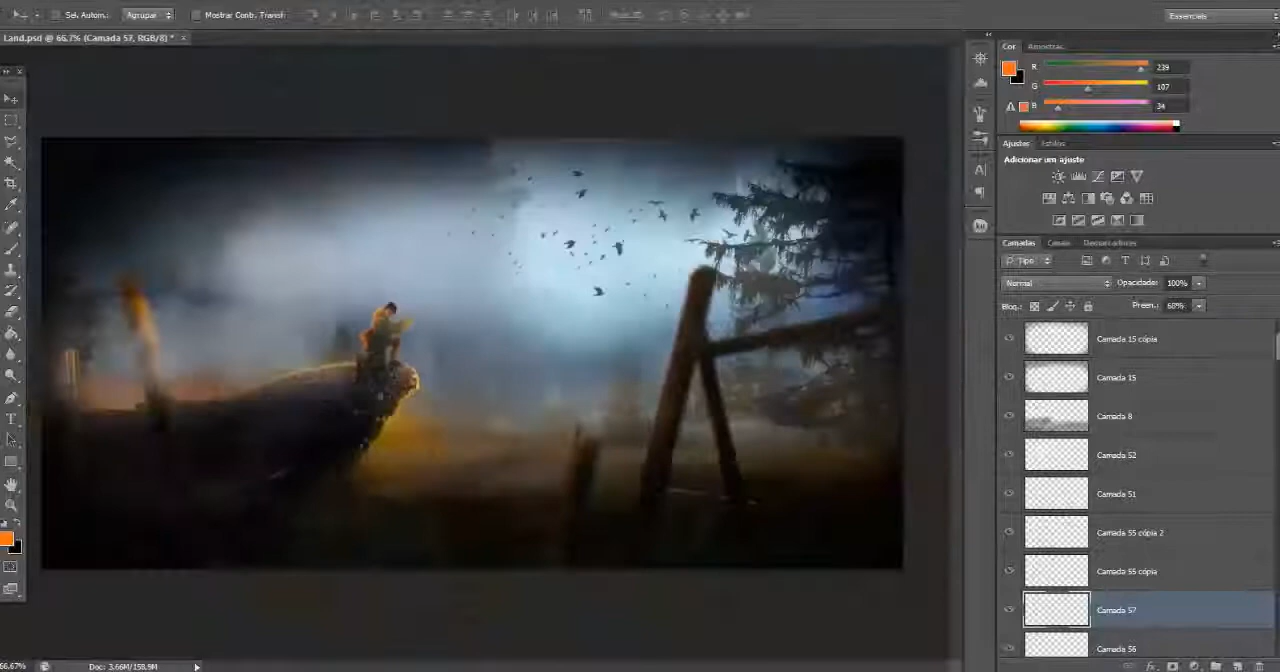 Sel. Autom.: Agrupar Mostrar Contr. Transf.
Essenciais
Land.psd @ 66,7% (Camada 57, RGB/8) * ×
Cor Amostras
R 239
G 107
B 34
Ajustes Estilos
Adicionar um ajuste
Camadas Canais Demarcadores
Tipo
Normal Opacidade: 100%
Bloq.: Preen.: 68%
Camada 15 cópia
Camada 15
Camada 8
Camada 52
Camada 51
Camada 55 cópia 2
Camada 55 cópia
Camada 57
Camada 56
66,67% Doc: 3,66M/158,9M